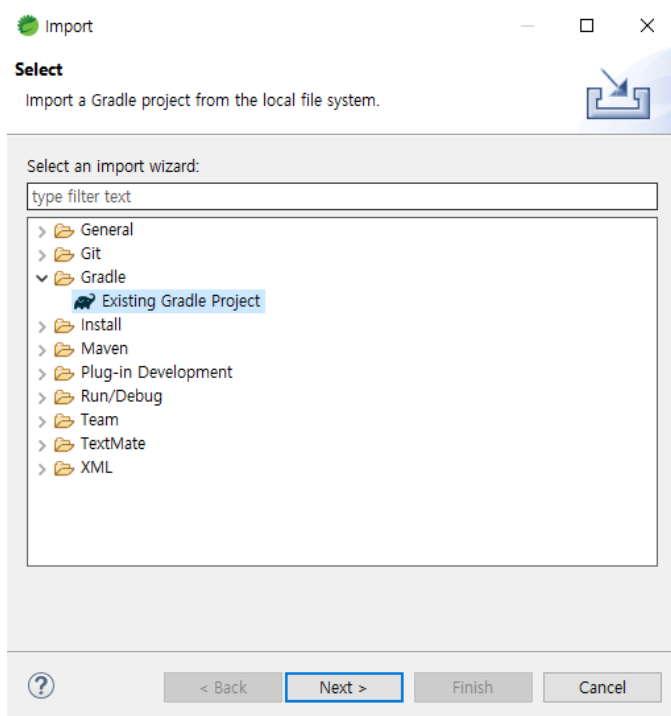 Import
Select
Import a Gradle project from the local file system.
Select an import wizard:
type filter text
General
Git
Gradle
Existing Gradle Project
Install
Maven
Plug-in Development
Run/Debug
Team
TextMate
XML
?
< Back
Next >
Finish
Cancel